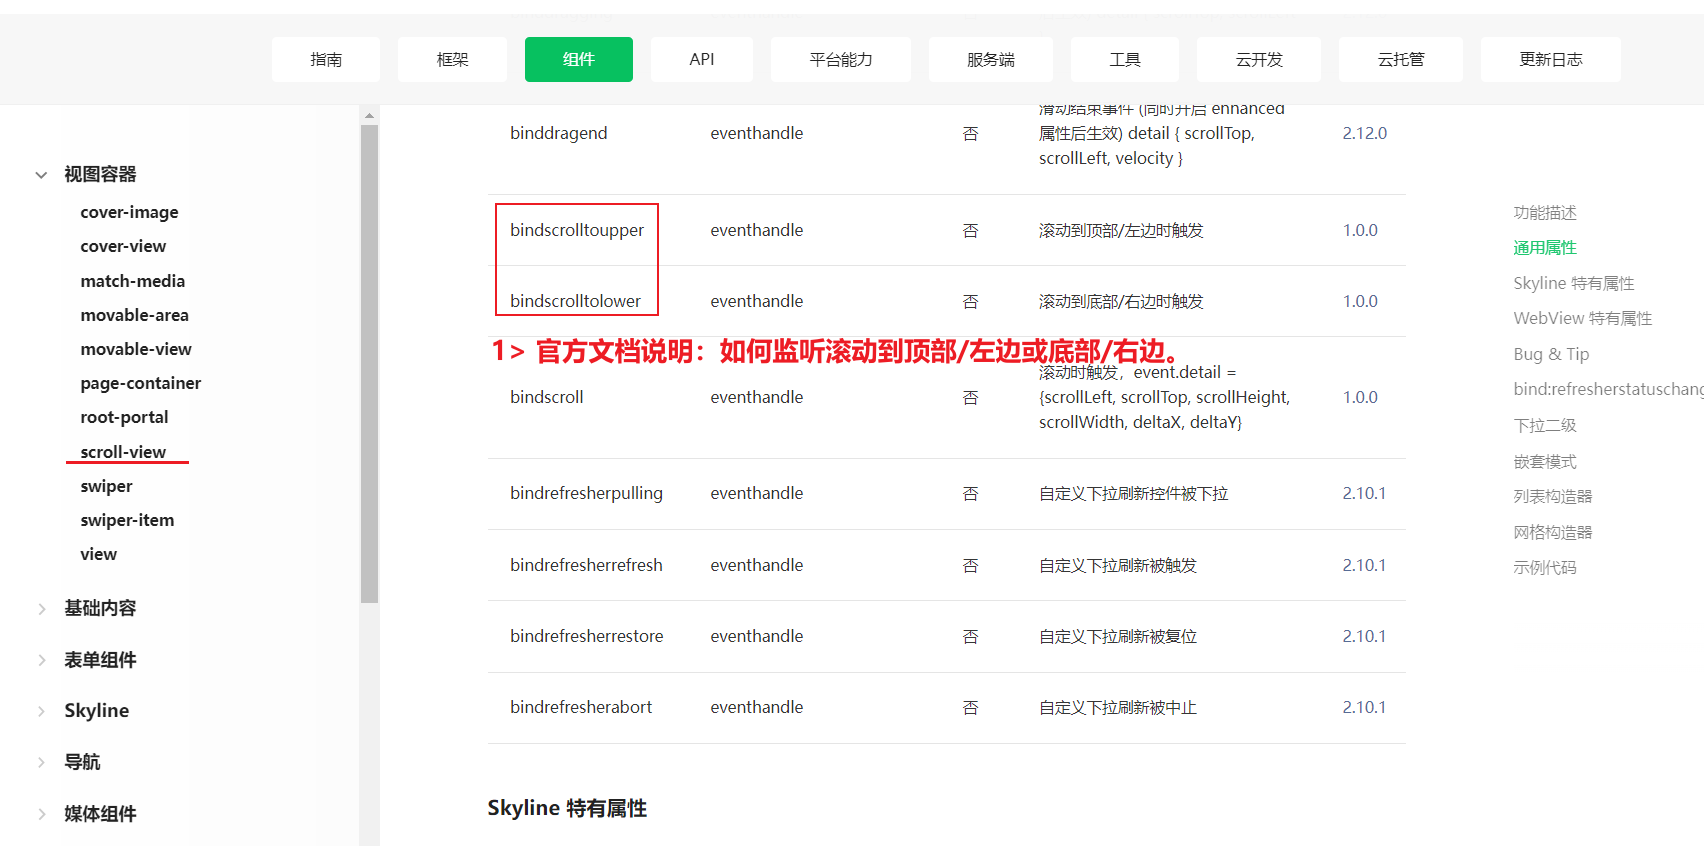 指南 框架 组件 API 平台能力 服务端 工具 云开发 云托管 更新日志
视图容器
cover-image
cover-view
match-media
movable-area
movable-view
page-container
root-portal
scroll-view
swiper
swiper-item
view
基础内容
表单组件
Skyline
导航
媒体组件
滑动结束事件 (同时开启 enhanced
binddragend eventhandle 否 属性后生效) detail { scrollTop, 2.12.0
scrollLeft, velocity }
bindscrolltoupper eventhandle 否 滚动到顶部/左边时触发 1.0.0
bindscrolltolower eventhandle 否 滚动到底部/右边时触发 1.0.0
1> 官方文档说明：如何监听滚动到顶部/左边或底部/右边。
滚动时触发，event.detail =
bindscroll eventhandle 否 {scrollLeft, scrollTop, scrollHeight, 1.0.0
scrollWidth, deltaX, deltaY}
bindrefresherpulling eventhandle 否 自定义下拉刷新控件被下拉 2.10.1
bindrefresherrefresh eventhandle 否 自定义下拉刷新被触发 2.10.1
bindrefresherrestore eventhandle 否 自定义下拉刷新被复位 2.10.1
bindrefresherabort eventhandle 否 自定义下拉刷新被中止 2.10.1
Skyline 特有属性
功能描述
通用属性
Skyline 特有属性
WebView 特有属性
Bug & Tip
bind:refresherstatuschang
下拉二级
嵌套模式
列表构造器
网格构造器
示例代码